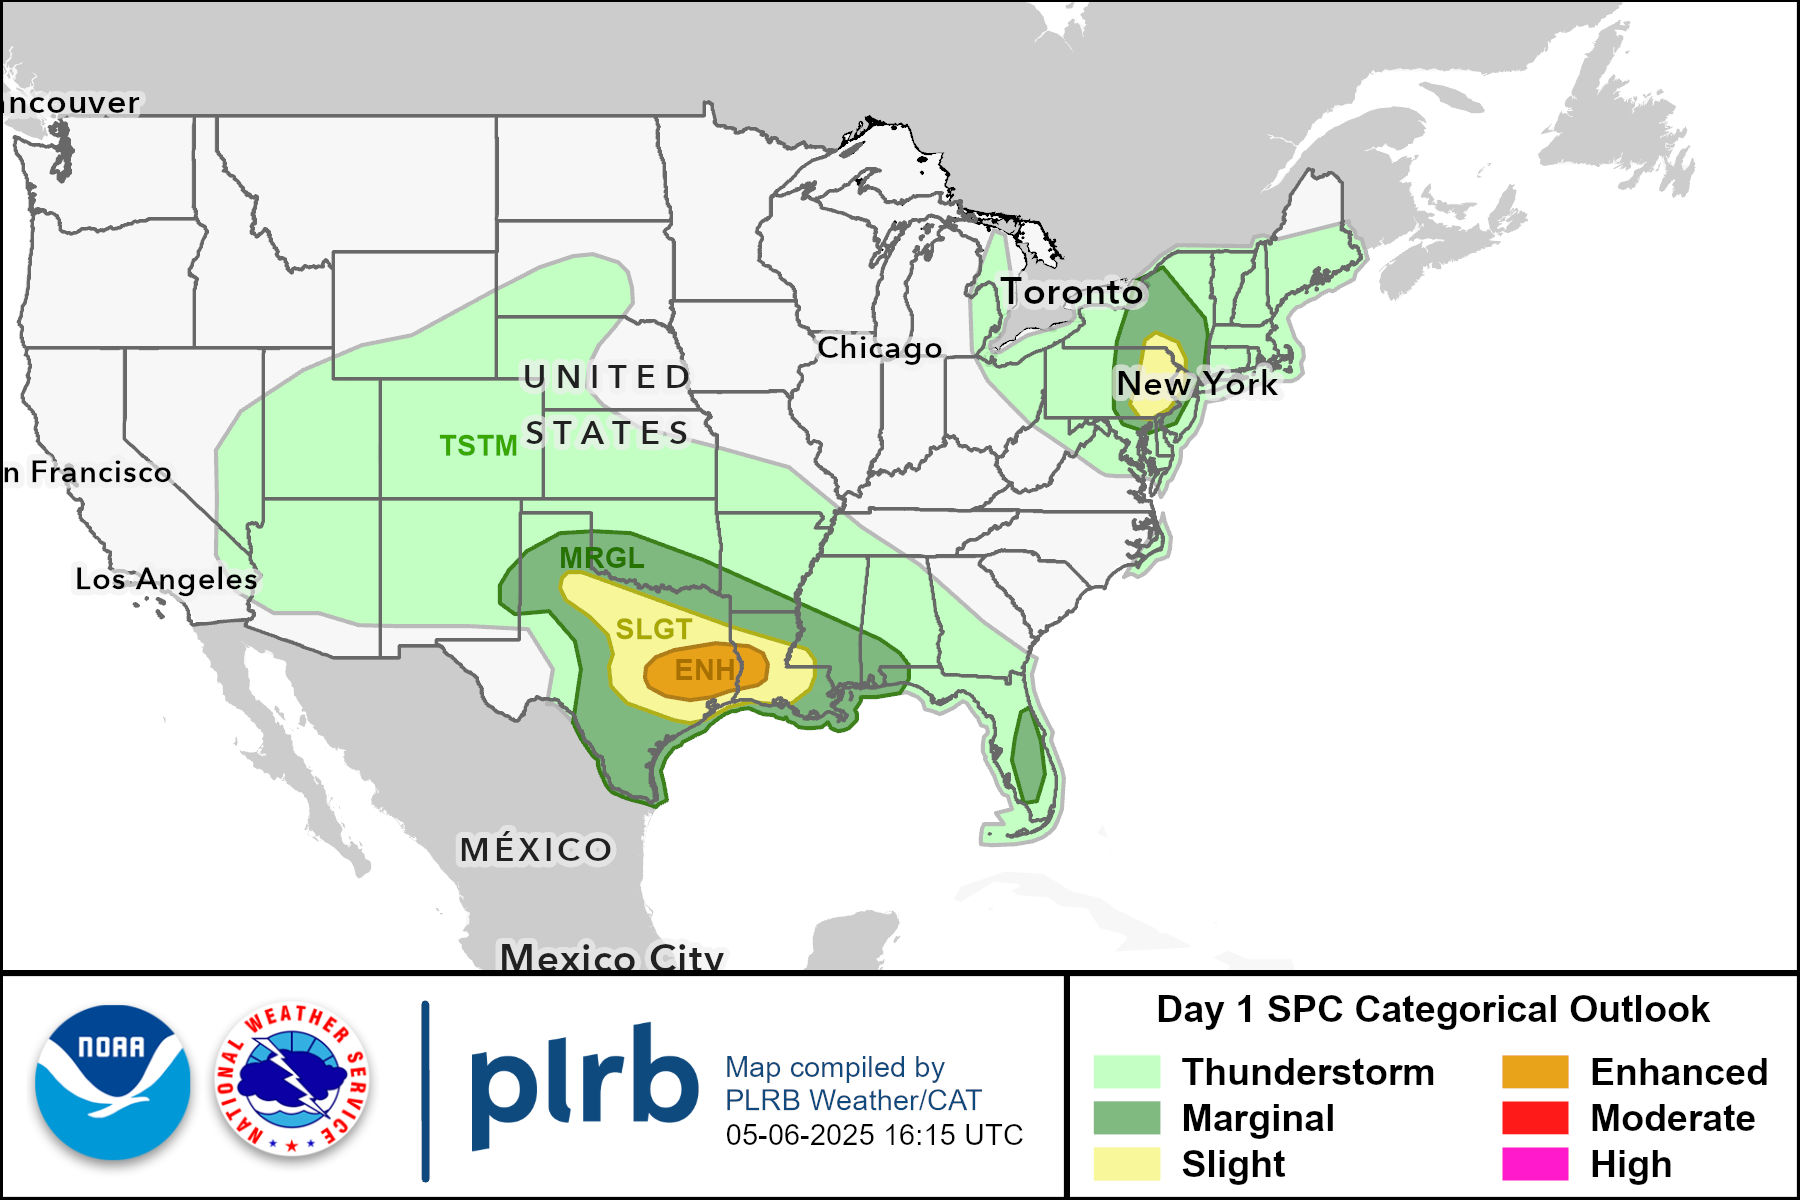 ncouver
Toronto
Chicago
UNITED
New York
STATES
TSTM
n Francisco
MRGL
Los Angeles
SLGT
ENH
MÉXICO
Mexico City
NOAA
NATIONAL WEATHER SERVICE
plrb
Map compiled by
PLRB Weather/CAT
05-06-2025 16:15 UTC
Day 1 SPC Categorical Outlook
Thunderstorm
Enhanced
Marginal
Moderate
Slight
High